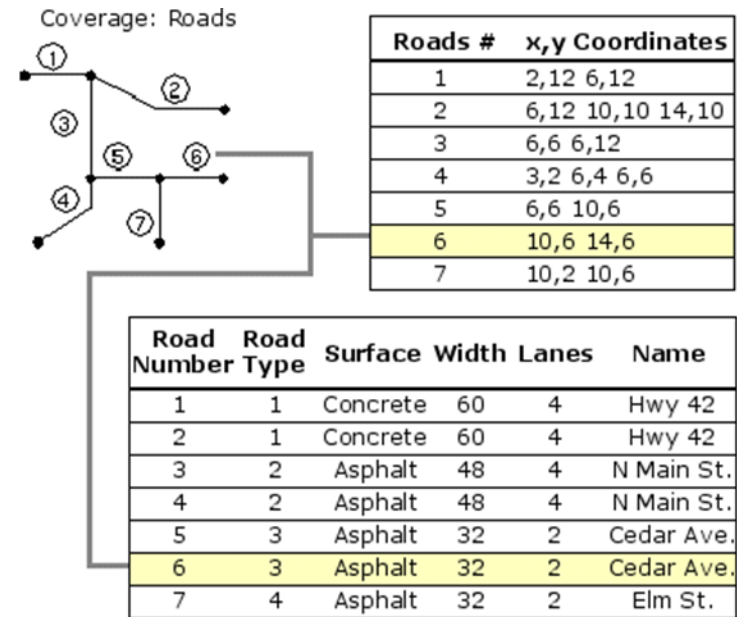 Coverage: Roads
1
2
3
5
6
4
7
Roads # x,y Coordinates
1 2,12 6,12
2 6,12 10,10 14,10
3 6,6 6,12
4 3,2 6,4 6,6
5 6,6 10,6
6 10,6 14,6
7 10,2 10,6
Road Road
Number Type Surface Width Lanes Name
1 1 Concrete 60 4 Hwy 42
2 1 Concrete 60 4 Hwy 42
3 2 Asphalt 48 4 N Main St.
4 2 Asphalt 48 4 N Main St.
5 3 Asphalt 32 2 Cedar Ave.
6 3 Asphalt 32 2 Cedar Ave.
7 4 Asphalt 32 2 Elm St.